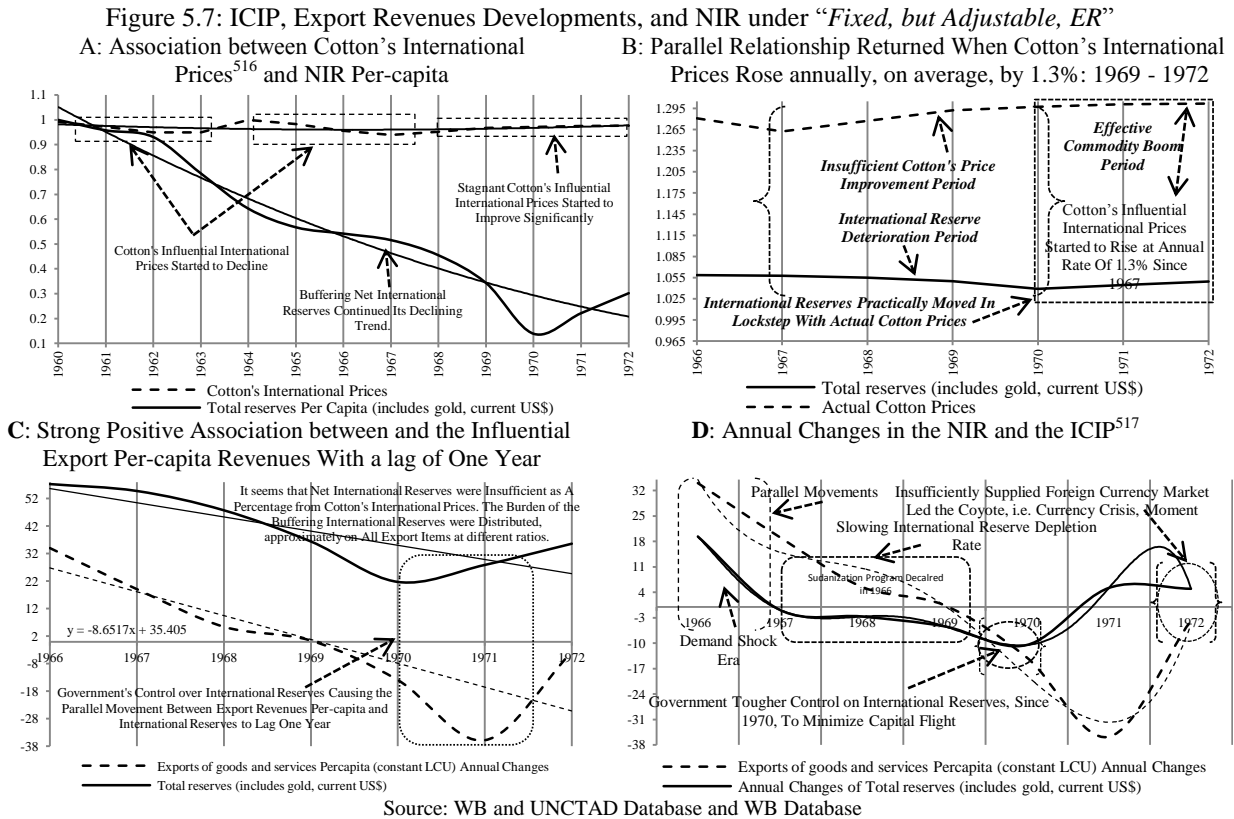 Figure 5.7: ICIP, Export Revenues Developments, and NIR under “Fixed, but Adjustable, ER”
A: Association between Cotton’s International
Prices516 and NIR Per-capita
1.1
1
0.9
0.8
0.7
0.6
0.5
0.4
0.3
0.2
0.1
Cotton's Influential International
Prices Started to Decline
Stagnant Cotton's Influential
International Prices Started to
Improve Significantly
Buffering Net International
Reserves Continued Its Declining
Trend.
1960 1961 1962 1963 1964 1965 1966 1967 1968 1969 1970 1971 1972
Cotton's International Prices
Total reserves Per Capita (includes gold, current US$)
B: Parallel Relationship Returned When Cotton’s International
Prices Rose annually, on average, by 1.3%: 1969 - 1972
1.295
1.265
1.235
1.205
1.175
1.145
1.115
1.085
1.055
1.025
0.995
0.965
Insufficient Cotton's Price
Improvement Period
International Reserve
Deterioration Period
International Reserves Practically Moved In
Lockstep With Actual Cotton Prices
Effective
Commodity Boom
Period
Cotton’s Influential
International Prices
Started to Rise at Annual
Rate Of 1.3% Since
1967
1966 1967 1968 1969 1970 1971 1972
Total reserves (includes gold, current US$)
Actual Cotton Prices
C: Strong Positive Association between and the Influential
Export Per-capita Revenues With a lag of One Year
52
42
32
22
12
2
-8
-18
-28
-38
It seems that Net International Reserves were Insufficient as A
Percentage from Cotton's International Prices. The Burden of the
Buffering International Reserves were Distributed,
approximately on All Export Items at different ratios.
y = -8.6517x + 35.405
1966 1967 1968 1969 1970 1971 1972
Government's Control over International Reserves Causing the
Parallel Movement Between Export Revenues Per-capita and
International Reserves to Lag One Year
Exports of goods and services Percapita (constant LCU) Annual Changes
Total reserves (includes gold, current US$)
D: Annual Changes in the NIR and the ICIP517
32
25
18
11
4
-3
-10
-17
-24
-31
-38
Parallel Movements
Insufficiently Supplied Foreign Currency Market
Led the Coyote, i.e. Currency Crisis, Moment
Slowing International Reserve Depletion
Rate
Sudanization Program Decalred
in 1966
1966 1967 1968 1969 1970 1971 1972
Demand Shock
Era
Government Tougher Control on International Reserves, Since
1970, To Minimize Capital Flight
Exports of goods and services Percapita (constant LCU) Annual Changes
Annual Changes of Total reserves (includes gold, current US$)
Source: WB and UNCTAD Database and WB Database